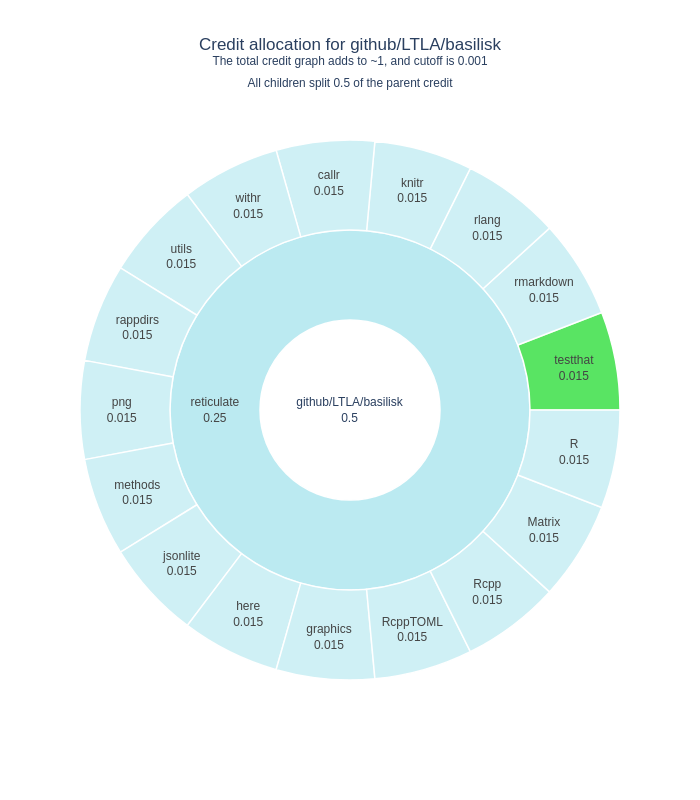 Credit allocation for github/LTLA/basilisk
The total credit graph adds to ~1, and cutoff is 0.001
All children split 0.5 of the parent credit
callr
0.015
knitr
0.015
withr
0.015
rlang
0.015
utils
0.015
rmarkdown
0.015
rappdirs
0.015
testthat
0.015
png
0.015
reticulate
0.25
github/LTLA/basilisk
0.5
R
0.015
methods
0.015
Matrix
0.015
jsonlite
0.015
Rcpp
0.015
here
0.015
graphics
0.015
RcppTOML
0.015